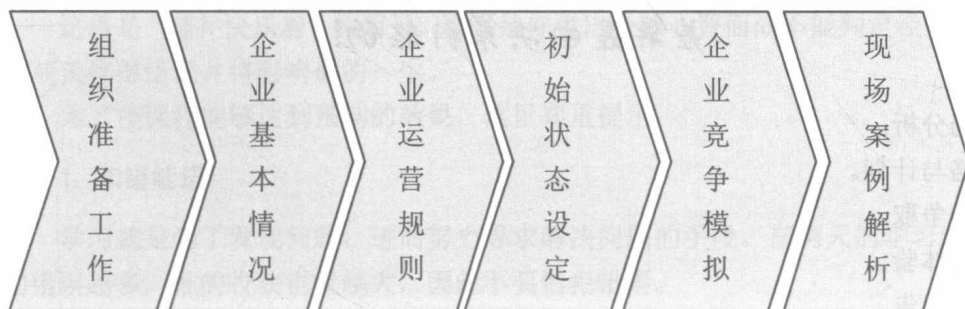 组织准备工作
企业基本情况
企业运营规则
初始状态设定
企业竞争模拟
现场案例解析